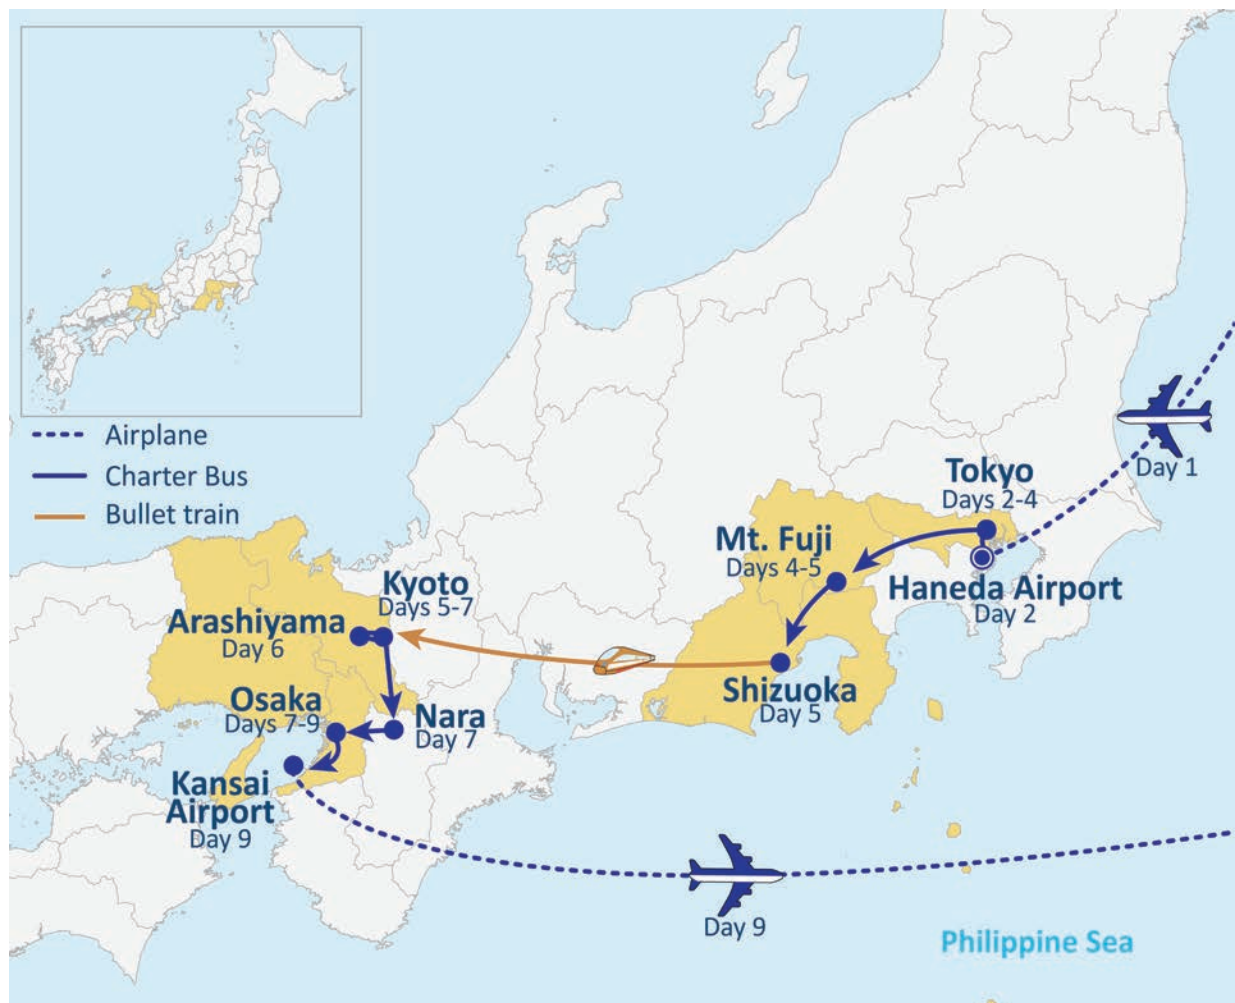 Airplane
Charter Bus
Bullet train
Day 1
Tokyo
Days 2-4
Haneda Airport
Day 2
Mt. Fuji
Days 4-5
Shizuoka
Day 5
Kyoto
Days 5-7
Arashiyama
Day 6
Nara
Day 7
Osaka
Days 7-9
Kansai
Airport
Day 9
Day 9
Philippine Sea